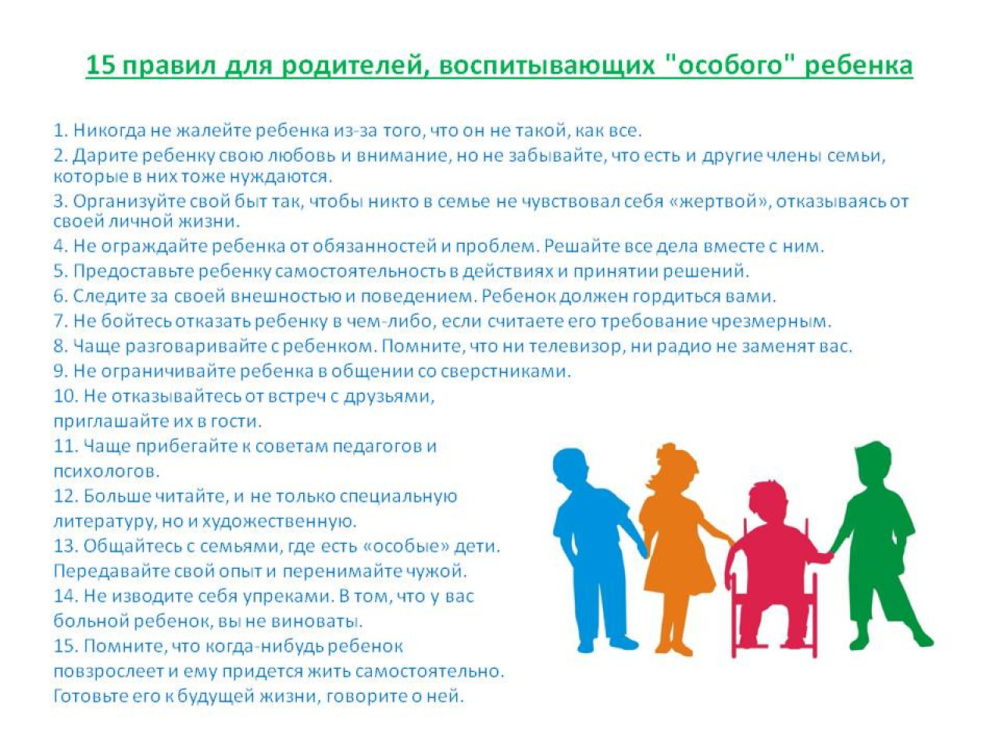 15 правил для родителей, воспитывающих "особого" ребенка
1. Никогда не жалейте ребенка из-за того, что он не такой, как все.
2. Дарите ребенку свою любовь и внимание, но не забывайте, что есть и другие члены семьи,
которые в них тоже нуждаются.
3. Организуйте свой быт так, чтобы никто в семье не чувствовал себя «жертвой», отказываясь от
своей личной жизни.
4. Не ограждайте ребенка от обязанностей и проблем. Решайте все дела вместе с ним.
5. Предоставьте ребенку самостоятельность в действиях и принятии решений.
6. Следите за своей внешностью и поведением. Ребенок должен гордиться вами.
7. Не бойтесь отказать ребенку в чем-либо, если считаете его требование чрезмерным.
8. Чаще разговаривайте с ребенком. Помните, что ни телевизор, ни радио не заменят вас.
9. Не ограничивайте ребенка в общении со сверстниками.
10. Не отказывайтесь от встреч с друзьями,
приглашайте их в гости.
11. Чаще прибегайте к советам педагогов и
психологов.
12. Больше читайте, и не только специальную
литературу, но и художественную.
13. Общайтесь с семьями, где есть «особые» дети.
Передавайте свой опыт и перенимайте чужой.
14. Не изводите себя упреками. В том, что у вас
больной ребенок, вы не виноваты.
15. Помните, что когда-нибудь ребенок
повзрослеет и ему придется жить самостоятельно.
Готовьте его к будущей жизни, говорите о ней.